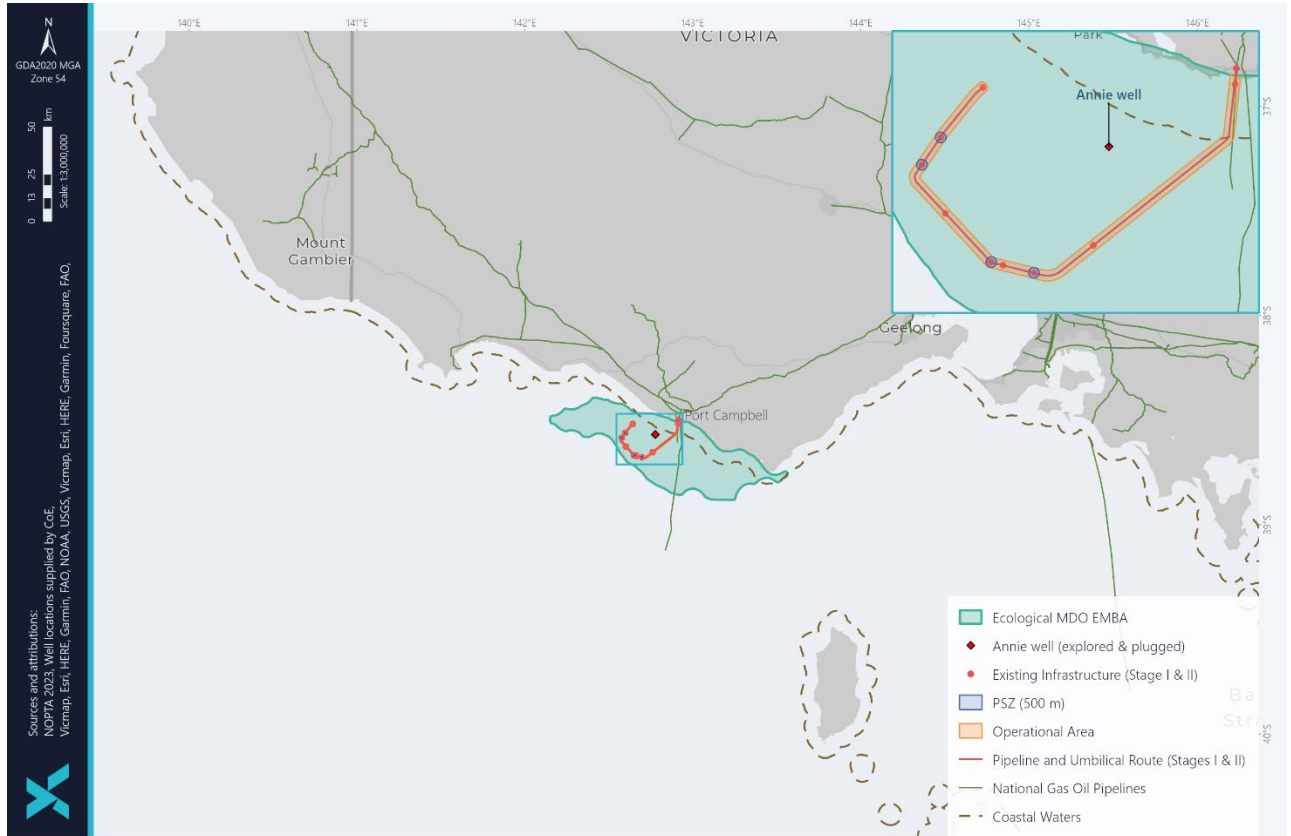 N
GDA2020 MGA
Zone 54
0 13 25 50
km
Scale: 1:3,000,000
Sources and attributions:
NOPTA 2023, Well locations supplied by CoE,
Vicmap, Esri, HERE, Garmin, FAO, NOAA, USGS, Vicmap, Esri, HERE, Garmin, Foursquare, FAO,
140°E 141°E 142°E 143°E 144°E 145°E 146°E
VICTORIA
Park
Annie well
37°S
38°S
39°S
40°S
Mount
Gambier
Geelong
Port Campbell
Ecological MDO EMBA
Annie well (explored & plugged)
Existing Infrastructure (Stage I & II)
PSZ (500 m)
Operational Area
Pipeline and Umbilical Route (Stages I & II)
National Gas Oil Pipelines
Coastal Waters